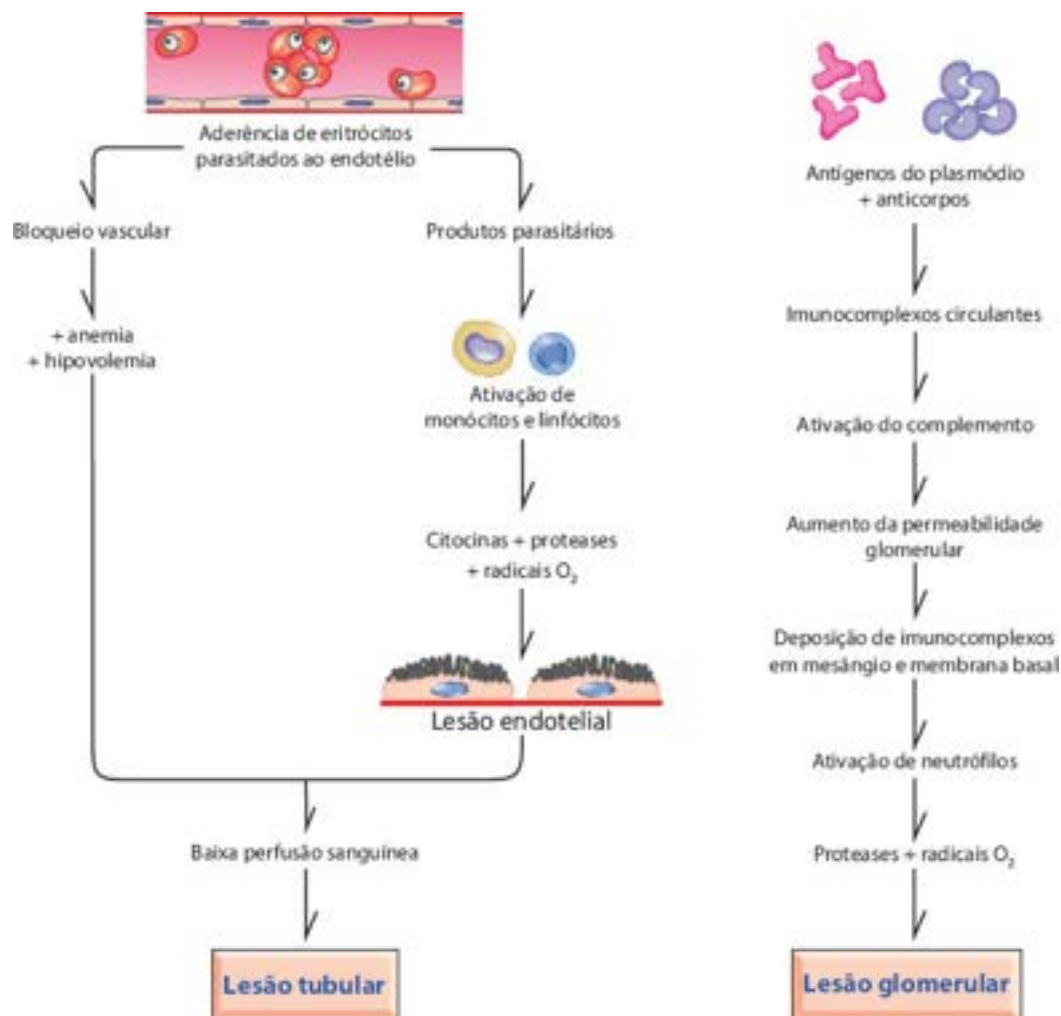 Aderência de eritrócitos
parasitados ao endotélio
Bloqueio vascular
+ anemia
+ hipovolemia
Produtos parasitários
Ativação de
monócitos e linfócitos
Citocinas + proteases
+ radicais O₂
Lesão endotelial
Baixa perfusão sanguínea
Lesão tubular
Antígenos do plasmódio
+ anticorpos
Imunocomplexos circulantes
Ativação do complemento
Aumento da permeabilidade
glomerular
Deposição de imunocomplexos
em mesângio e membrana basal
Ativação de neutrófilos
Proteases + radicais O₂
Lesão glomerular